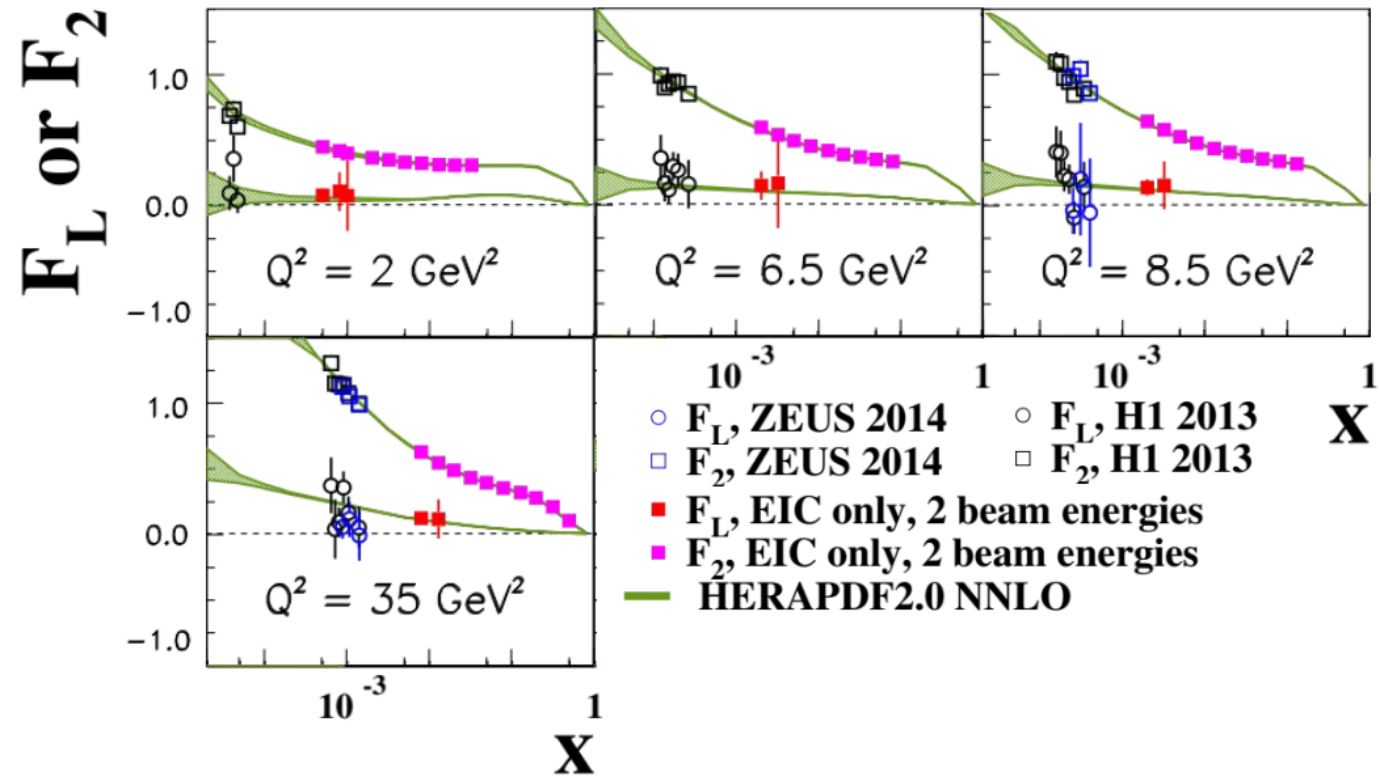 F_L or F_2
1.0
0.0
−1.0
Q² = 2 GeV²
Q² = 6.5 GeV²
Q² = 8.5 GeV²
10⁻³ 1
10⁻³ 1
x
1.0
0.0
−1.0
Q² = 35 GeV²
10⁻³ 1
x
F_L, ZEUS 2014 F_L, H1 2013
F_2, ZEUS 2014 F_2, H1 2013
F_L, EIC only, 2 beam energies
F_2, EIC only, 2 beam energies
HERAPDF2.0 NNLO